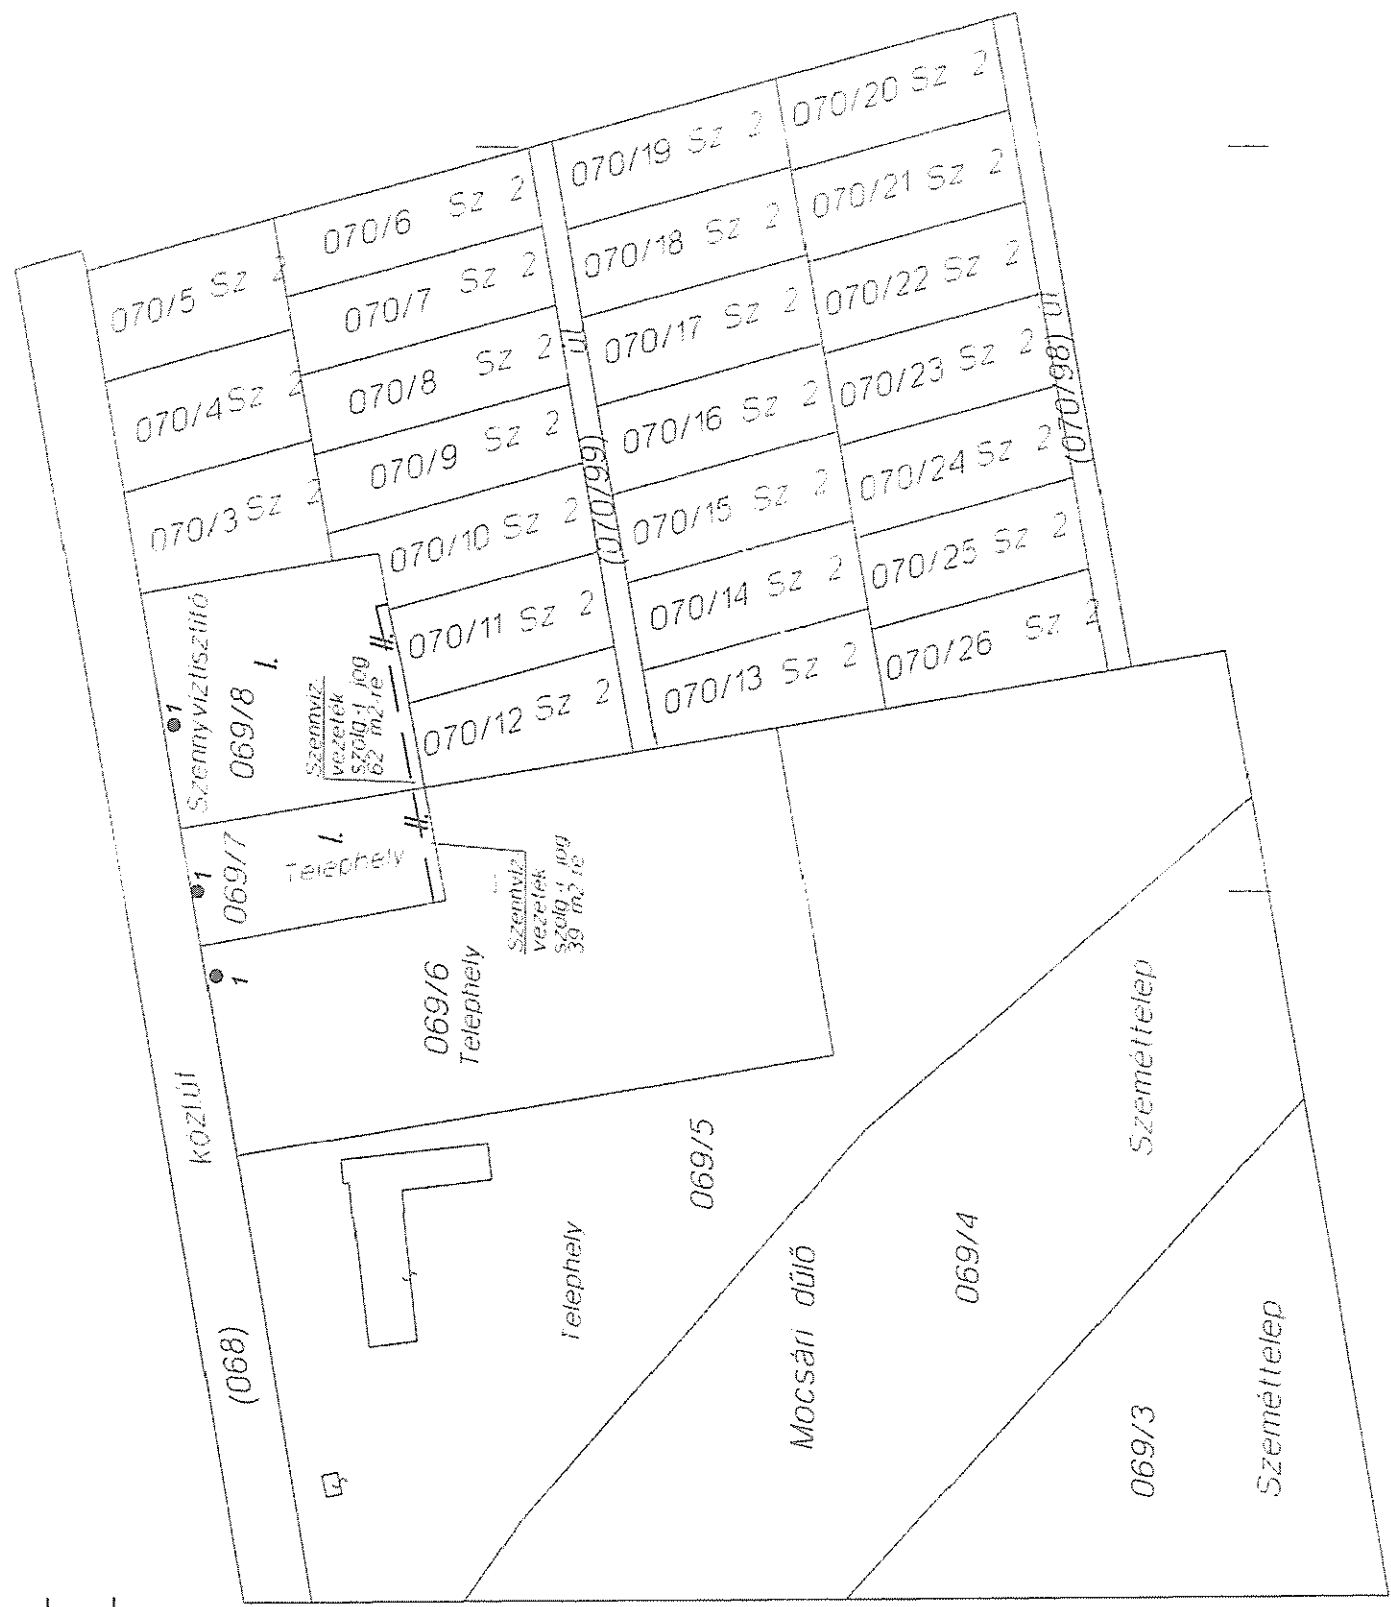 070/5 Sz 2
070/4 Sz 2
070/3 Sz 2
070/6 Sz 2
070/7 Sz 2
070/8 Sz 2
070/9 Sz 2
070/10 Sz 2
070/11 Sz 2
070/12 Sz 2
(070/99) út
070/19 Sz 2
070/18 Sz 2
070/17 Sz 2
070/16 Sz 2
070/15 Sz 2
070/14 Sz 2
070/13 Sz 2
070/20 Sz 2
070/21 Sz 2
070/22 Sz 2
070/23 Sz 2
070/24 Sz 2
070/25 Sz 2
070/26 Sz 2
(070/98) út
1
Szennyvíztisztító
069/8
I.
Szennvíz
vezeték
szolg.-i jog
62 m2-re
II.
1
069/7
I.
Telephely
II.
Szennvíz
vezeték
szolg.-i jog
39 m2-re
1
069/6
Telephely
közút
(068)
069/5
Telephely
Mocsári dűlő
069/4
Szeméttelep
069/3
Szeméttelep